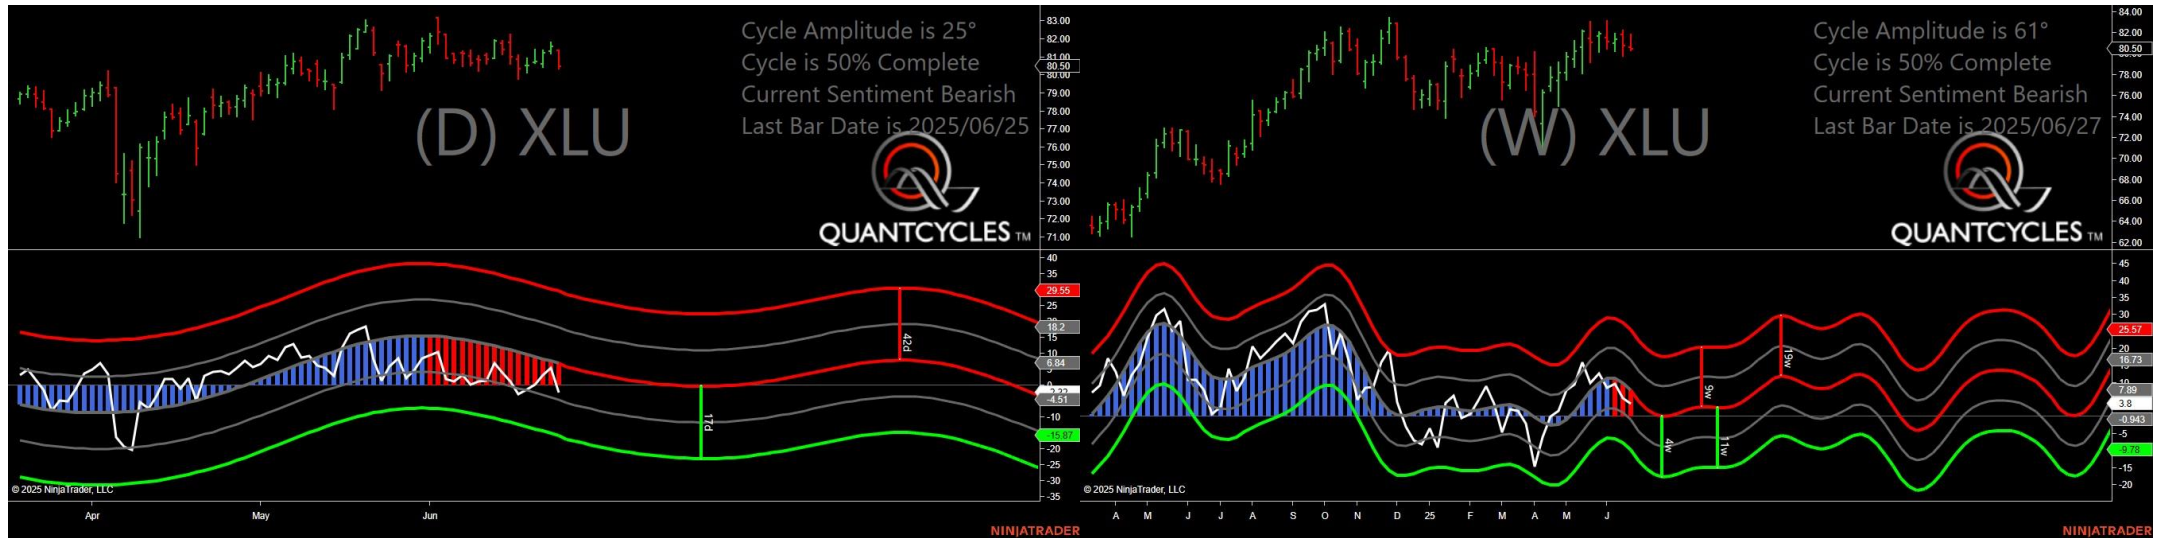 Cycle Amplitude is 25°
Cycle is 50% Complete
Current Sentiment Bearish
Last Bar Date is 2025/06/25
(D) XLU
QUANTCYCLES TM
83.00
82.00
81.00
80.50
80.00
79.00
78.00
77.00
76.00
75.00
74.00
73.00
72.00
71.00
40
35
29.55
25
18.2
15
10
6.84
-4.51
-10
-15.87
-20
-25
-30
-35
42d
17d
© 2025 NinjaTrader, LLC
Apr
May
Jun
NINJATRADER
Cycle Amplitude is 61°
Cycle is 50% Complete
Current Sentiment Bearish
Last Bar Date is 2025/06/27
(W) XLU
QUANTCYCLES TM
84.00
82.00
80.50
78.00
76.00
74.00
72.00
70.00
68.00
66.00
64.00
62.00
45
40
35
30
25.57
20
16.73
10
7.89
3.8
-0.943
-5
-9.78
-15
-20
9w
19w
4w
11w
© 2025 NinjaTrader, LLC
A M J J A S O N D 25 F M A M J
NINJATRADER